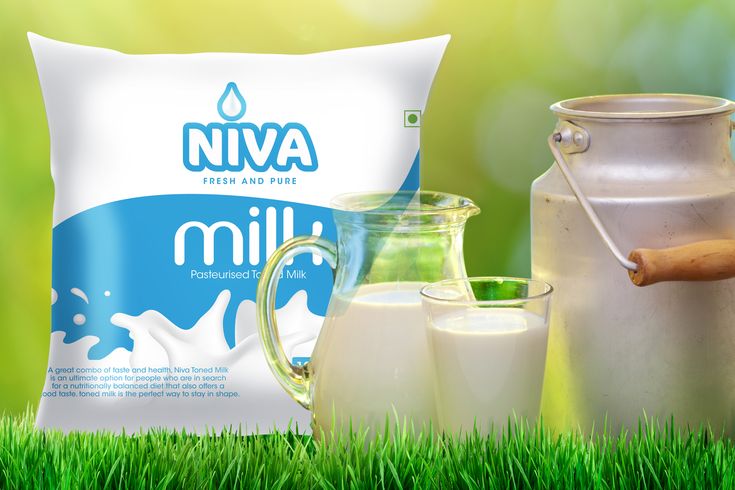 NIVA
FRESH AND PURE
milk
Pasteurised Toned Milk
A great combo of taste and health, Niva Toned Milk
is an ultimate option for people who are in search
for a nutritionally balanced diet that also offers a
ood taste. toned milk is the perfect way to stay in shape.